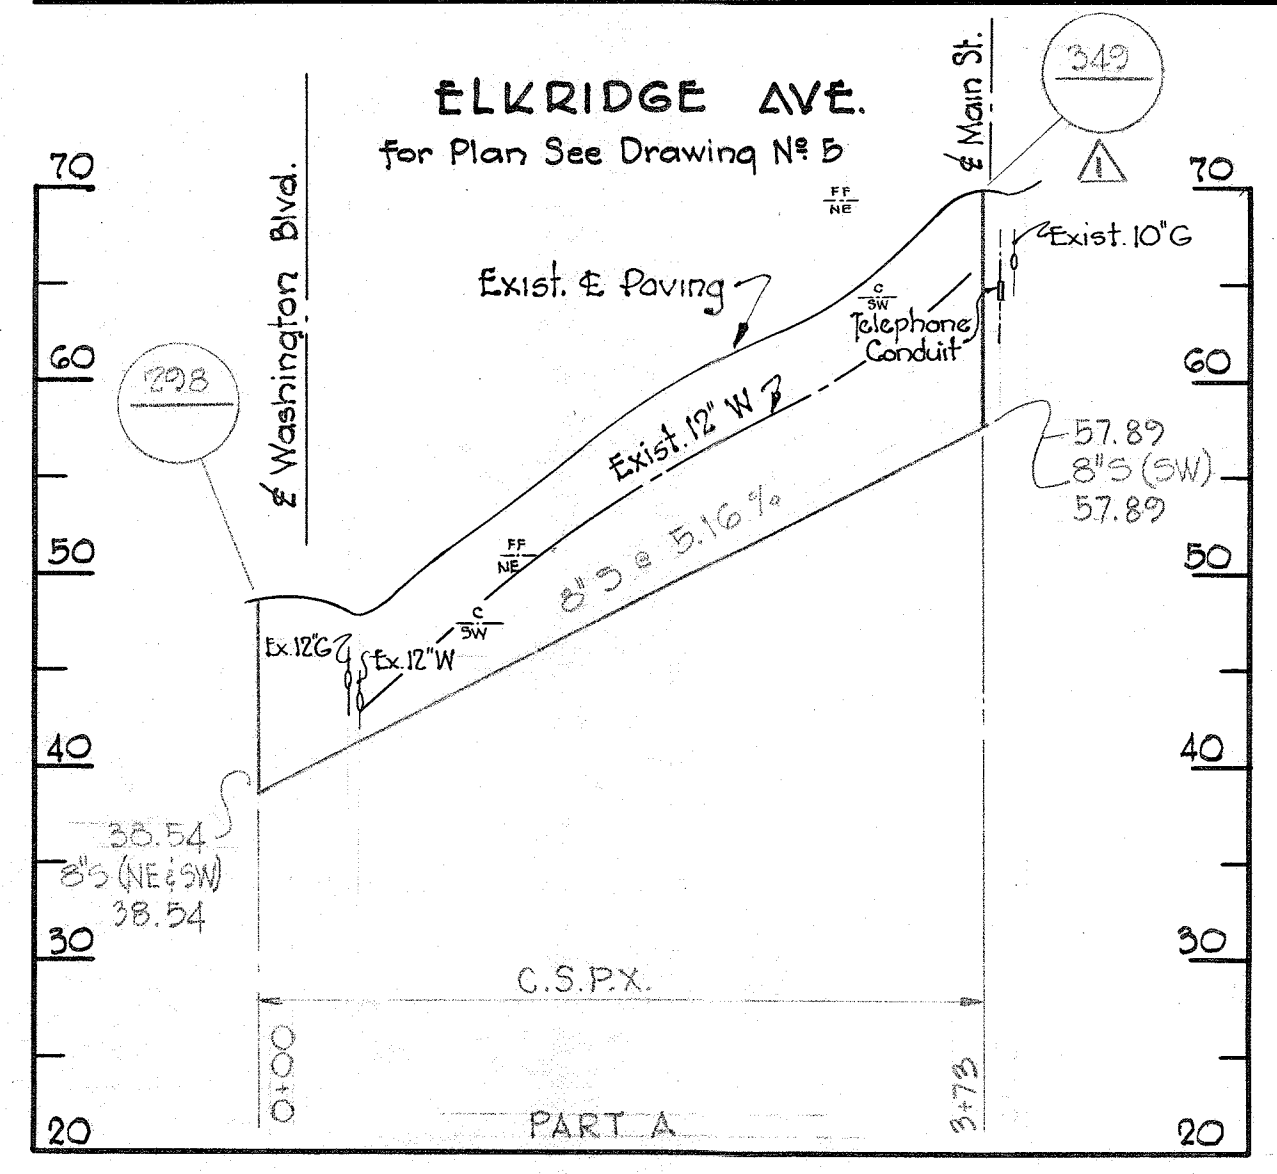 ELKRIDGE AVE.
for Plan See Drawing Nº 5
℄ Washington Blvd.
℄ Main St.
349
1
298
70
60
50
40
30
20
70
60
50
40
30
20
FF
NE
Exist. 10"G
Exist. ℄ Paving
C
SW
Telephone
Conduit
Exist. 12" W
57.89
8"S (SW)
57.89
FF
NE
8" S @ 5.16 %
C
SW
Ex. 12"G
Ex. 12"W
38.54
8"S (NE & SW)
38.54
C.S.P.X.
0+00
3+73
PART A